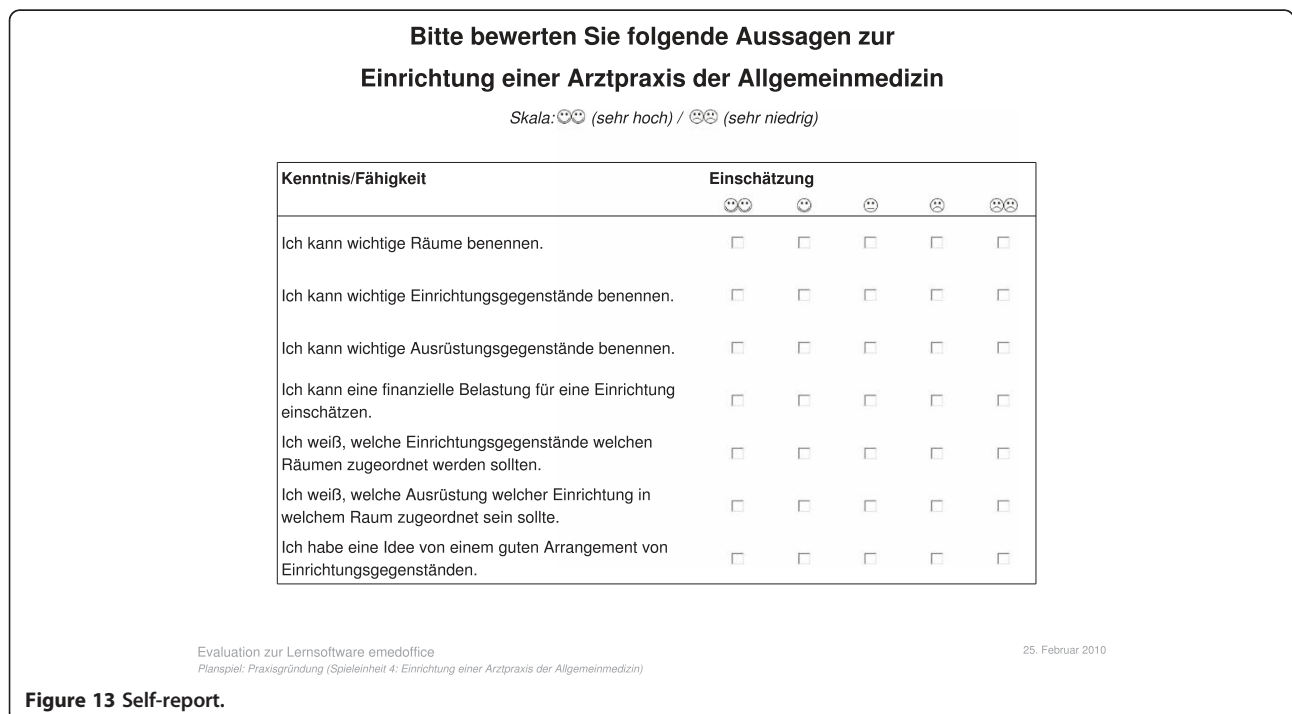 Bitte bewerten Sie folgende Aussagen zur
Einrichtung einer Arztpraxis der Allgemeinmedizin
Skala: (sehr hoch) / (sehr niedrig)
Kenntnis/Fähigkeit Einschätzung
Ich kann wichtige Räume benennen.
Ich kann wichtige Einrichtungsgegenstände benennen.
Ich kann wichtige Ausrüstungsgegenstände benennen.
Ich kann eine finanzielle Belastung für eine Einrichtung
einschätzen.
Ich weiß, welche Einrichtungsgegenstände welchen
Räumen zugeordnet werden sollten.
Ich weiß, welche Ausrüstung welcher Einrichtung in
welchem Raum zugeordnet sein sollte.
Ich habe eine Idee von einem guten Arrangement von
Einrichtungsgegenständen.
Evaluation zur Lernsoftware emedoffice 25. Februar 2010
Planspiel: Praxisgründung (Spieleinheit 4: Einrichtung einer Arztpraxis der Allgemeinmedizin)
Figure 13 Self-report.